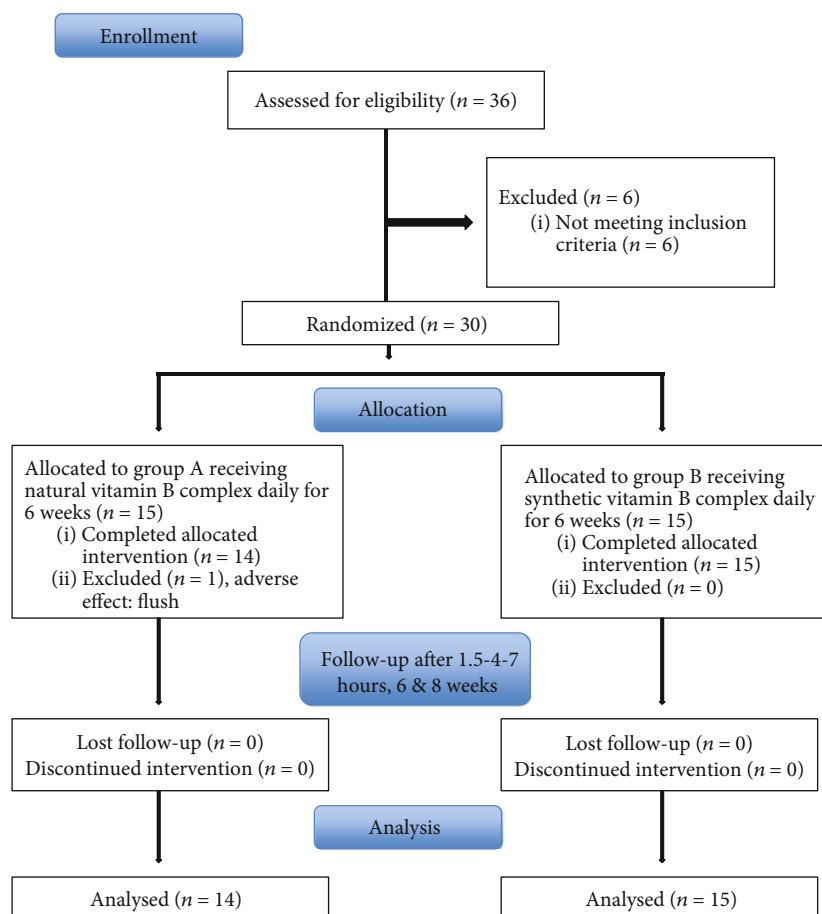 Enrollment
Assessed for eligibility (n = 36)
Excluded (n = 6)
(i) Not meeting inclusion
criteria (n = 6)
Randomized (n = 30)
Allocation
Allocated to group A receiving
natural vitamin B complex daily for
6 weeks (n = 15)
(i) Completed allocated
intervention (n = 14)
(ii) Excluded (n = 1), adverse
effect: flush
Allocated to group B receiving
synthetic vitamin B complex daily
for 6 weeks (n = 15)
(i) Completed allocated
intervention (n = 15)
(ii) Excluded (n = 0)
Follow-up after 1.5-4-7
hours, 6 & 8 weeks
Lost follow-up (n = 0)
Discontinued intervention (n = 0)
Lost follow-up (n = 0)
Discontinued intervention (n = 0)
Analysis
Analysed (n = 14)
Analysed (n = 15)